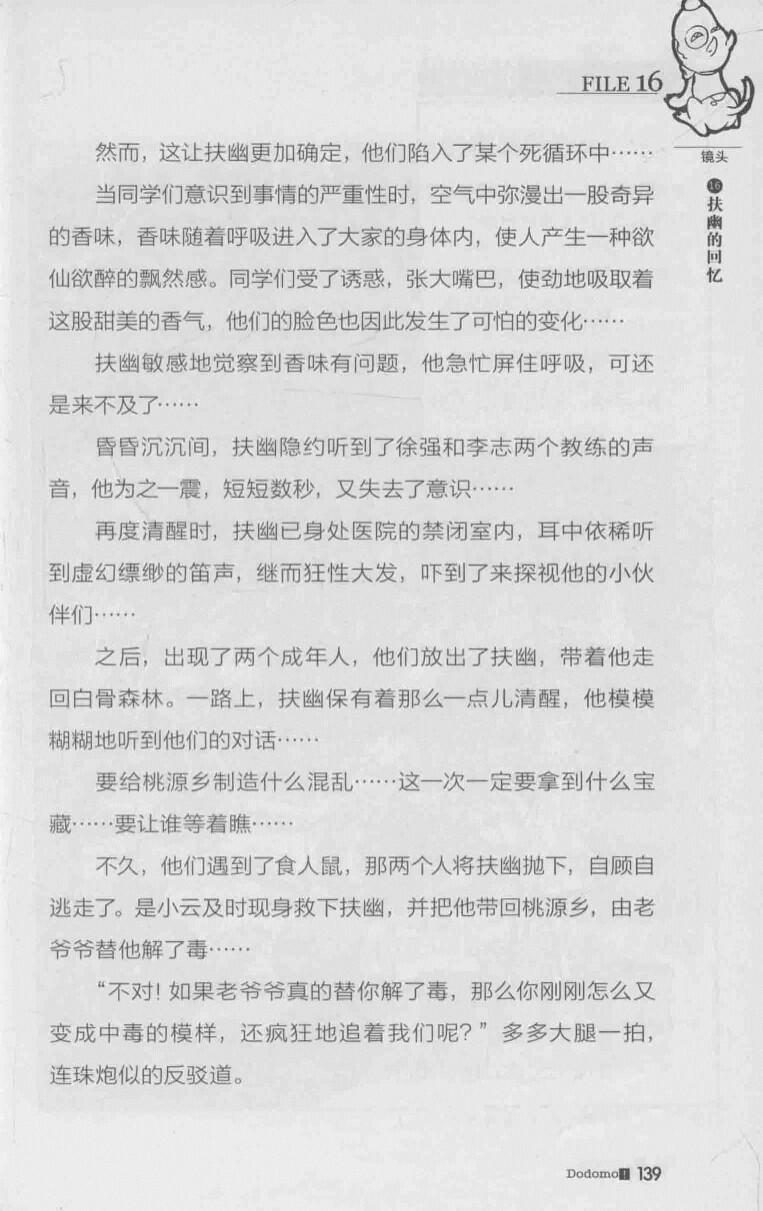 FILE 16
镜头
16
扶幽的回忆
然而，这让扶幽更加确定，他们陷入了某个死循环中……
当同学们意识到事情的严重性时，空气中弥漫出一股奇异
的香味，香味随着呼吸进入了大家的身体内，使人产生一种欲
仙欲醉的飘然感。同学们受了诱惑，张大嘴巴，使劲地吸取着
这股甜美的香气，他们的脸色也因此发生了可怕的变化……
扶幽敏感地觉察到香味有问题，他急忙屏住呼吸，可还
是来不及了……
昏昏沉沉间，扶幽隐约听到了徐强和李志两个教练的声
音，他为之一震，短短数秒，又失去了意识……
再度清醒时，扶幽已身处医院的禁闭室内，耳中依稀听
到虚幻缥缈的笛声，继而狂性大发，吓到了来探视他的小伙
伴们……
之后，出现了两个成年人，他们放出了扶幽，带着他走
回白骨森林。一路上，扶幽保有着那么一点儿清醒，他模模
糊糊地听到他们的对话……
要给桃源乡制造什么混乱……这一次一定要拿到什么宝
藏……要让谁等着瞧……
不久，他们遇到了食人鼠，那两个人将扶幽抛下，自顾自
逃走了。是小云及时现身救下扶幽，并把他带回桃源乡，由老
爷爷替他解了毒……
“不对！如果老爷爷真的替你解了毒，那么你刚刚怎么又
变成中毒的模样，还疯狂地追着我们呢？”多多大腿一拍，
连珠炮似的反驳道。
Dodomo! 139